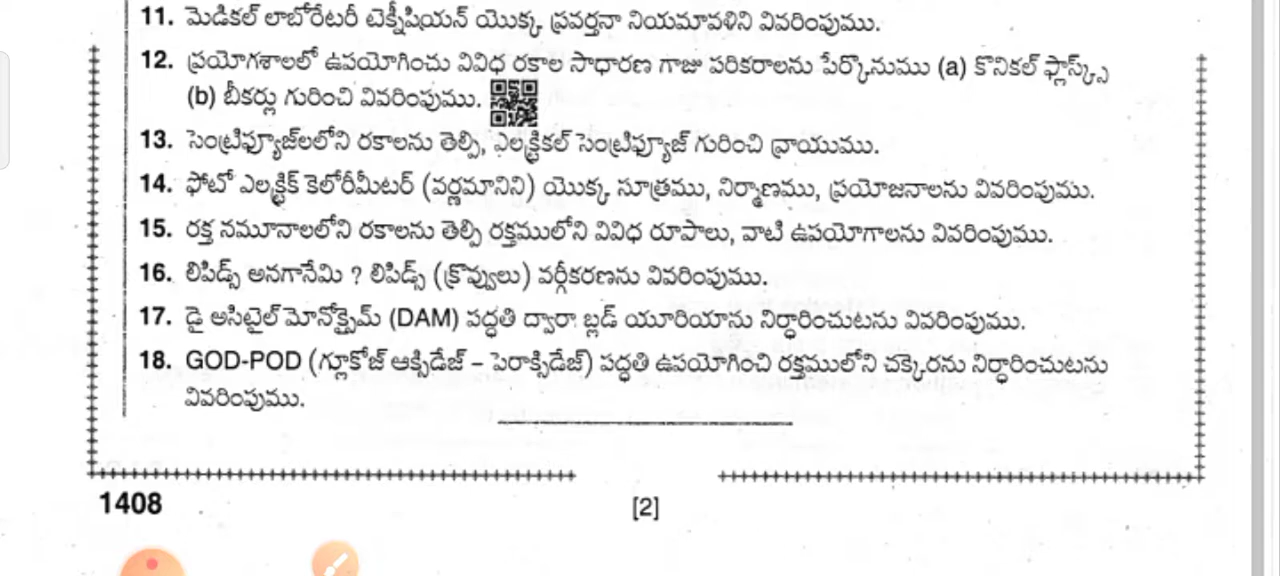 11. మెడికల్ లాబోరేటరీ టెక్నీషియన్ యొక్క ప్రవర్తనా నియమావళిని వివరింపుము.
12. ప్రయోగశాలలో ఉపయోగించు వివిధ రకాల సాధారణ గాజు పరికరాలను పేర్కొనుము (a) కొనికల్ ఫ్లాస్క్స్
(b) బీకర్లు గురించి వివరింపుము.
13. సెంట్రిఫ్యూజ్‌లలోని రకాలను తెల్పి, ఎలక్ట్రికల్ సెంట్రిఫ్యూజ్ గురించి వ్రాయుము.
14. ఫోటో ఎలక్ట్రిక్ కెలోరీమీటర్ (వర్ణమానిని) యొక్క సూత్రము, నిర్మాణము, ప్రయోజనాలను వివరింపుము.
15. రక్త నమూనాలలోని రకాలను తెల్పి రక్తములోని వివిధ రూపాలు, వాటి ఉపయోగాలను వివరింపుము.
16. లిపిడ్స్ అనగానేమి ? లిపిడ్స్ (క్రొవ్వులు) వర్గీకరణను వివరింపుము.
17. డై అసిటైల్ మోనోక్సైమ్ (DAM) పద్ధతి ద్వారా బ్లడ్ యూరియాను నిర్ధారించుటను వివరింపుము.
18. GOD-POD (గ్లూకోజ్ ఆక్సిడేజ్ – పెరాక్సిడేజ్) పద్ధతి ఉపయోగించి రక్తములోని చక్కెరను నిర్ధారించుటను
వివరింపుము.
1408
[2]